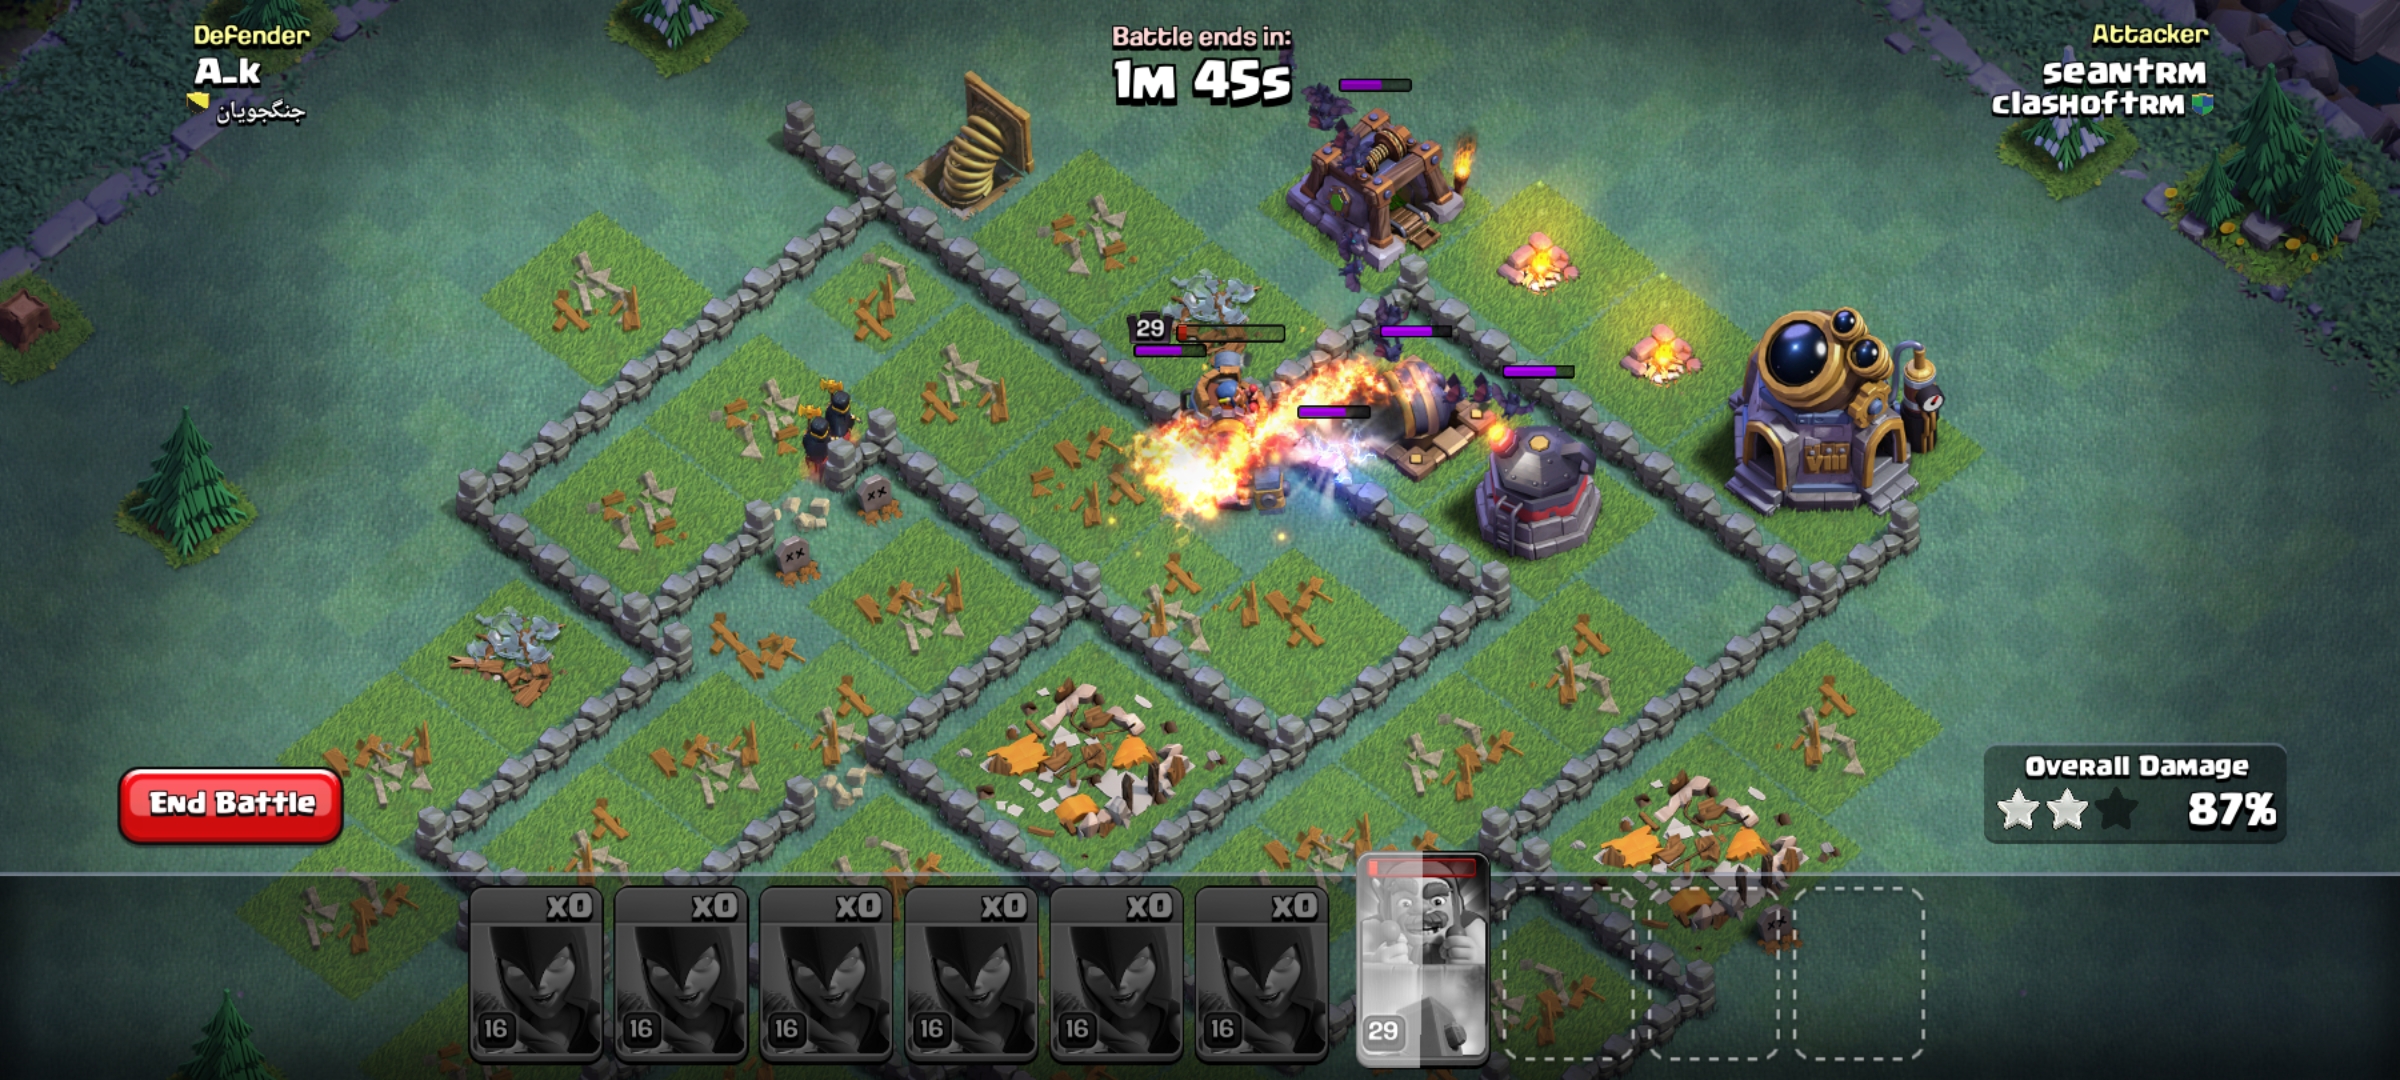 Defender
A_k
جنگجویان
Battle ends in:
1M 45s
Attacker
seantRM
clashoftRM
29
VIII
End Battle
Overall Damage
87%
x0 x0 x0 x0 x0 x0
16 16 16 16 16 16 29